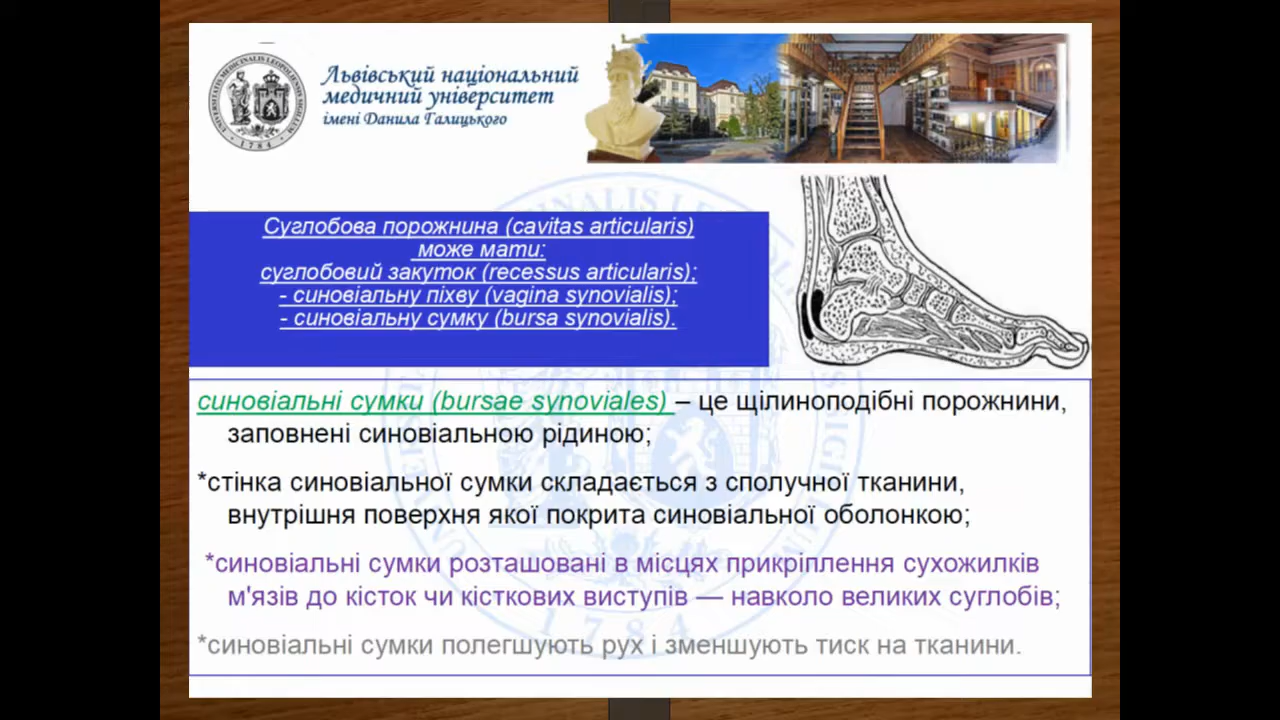 Львівський національний
медичний університет
імені Данила Галицького
1784
Суглобова порожнина (cavitas articularis)
може мати:
суглобовий закуток (recessus articularis);
- синовіальну піхву (vagina synovialis);
- синовіальну сумку (bursa synovialis).
синовіальні сумки (bursae synoviales) – це щілиноподібні порожнини,
заповнені синовіальною рідиною;
*стінка синовіальної сумки складається з сполучної тканини,
внутрішня поверхня якої покрита синовіальної оболонкою;
*синовіальні сумки розташовані в місцях прикріплення сухожилків
м'язів до кісток чи кісткових виступів — навколо великих суглобів;
*синовіальні сумки полегшують рух і зменшують тиск на тканини.
1784